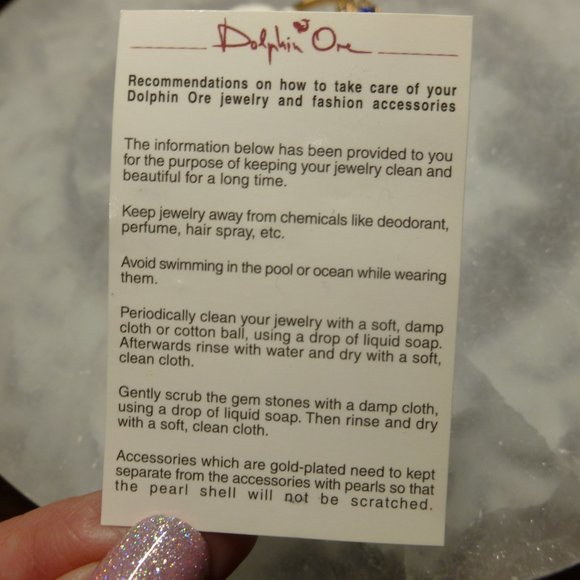 Dolphin Ore
Recommendations on how to take care of your
Dolphin Ore jewelry and fashion accessories
The information below has been provided to you
for the purpose of keeping your jewelry clean and
beautiful for a long time.
Keep jewelry away from chemicals like deodorant,
perfume, hair spray, etc.
Avoid swimming in the pool or ocean while wearing
them.
Periodically clean your jewelry with a soft, damp
cloth or cotton ball, using a drop of liquid soap.
Afterwards rinse with water and dry with a soft,
clean cloth.
Gently scrub the gem stones with a damp cloth,
using a drop of liquid soap. Then rinse and dry
with a soft, clean cloth.
Accessories which are gold-plated need to kept
separate from the accessories with pearls so that
the pearl shell will not be scratched.